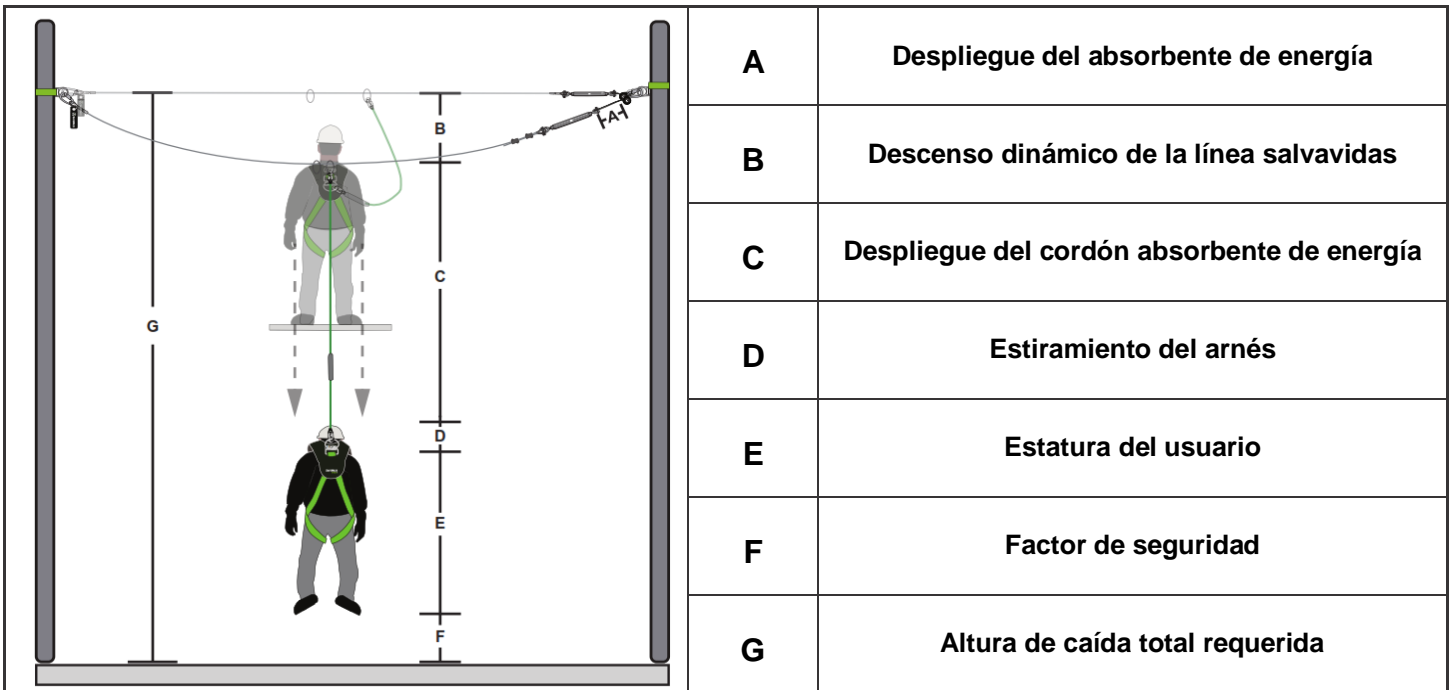 B
A
C
G
D
E
F
A Despliegue del absorbente de energía
B Descenso dinámico de la línea salvavidas
C Despliegue del cordón absorbente de energía
D Estiramiento del arnés
E Estatura del usuario
F Factor de seguridad
G Altura de caída total requerida